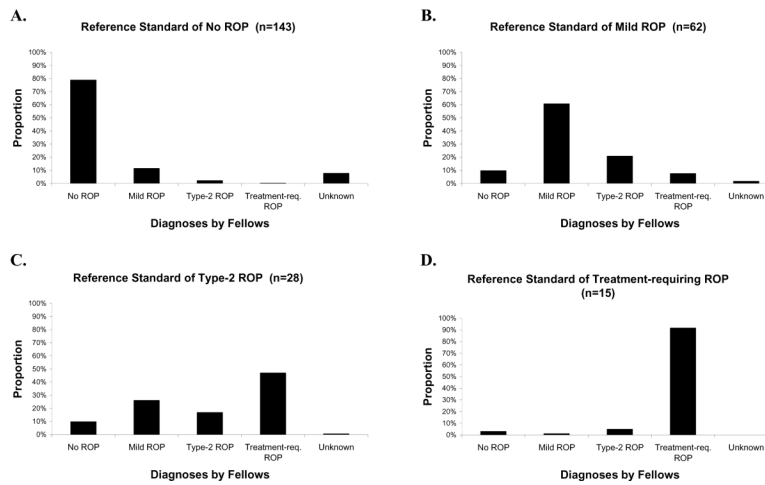 A.
Reference Standard of No ROP (n=143)
100%
90%
80%
70%
60%
50%
40%
30%
20%
10%
0%
Proportion
No ROP Mild ROP Type-2 ROP Treatment-req. ROP Unknown
Diagnoses by Fellows
B.
Reference Standard of Mild ROP (n=62)
100%
90%
80%
70%
60%
50%
40%
30%
20%
10%
0%
Proportion
No ROP Mild ROP Type-2 ROP Treatment-req. ROP Unknown
Diagnoses by Fellows
C.
Reference Standard of Type-2 ROP (n=28)
100%
90%
80%
70%
60%
50%
40%
30%
20%
10%
0%
Proportion
No ROP Mild ROP Type-2 ROP Treatment-req. ROP Unknown
Diagnoses by Fellows
D.
Reference Standard of Treatment-requiring ROP
(n=15)
100%
90%
80%
70%
60%
50%
40%
30%
20%
10%
0%
Proportion
No ROP Mild ROP Type-2 ROP Treatment-req. ROP Unknown
Diagnoses by Fellows